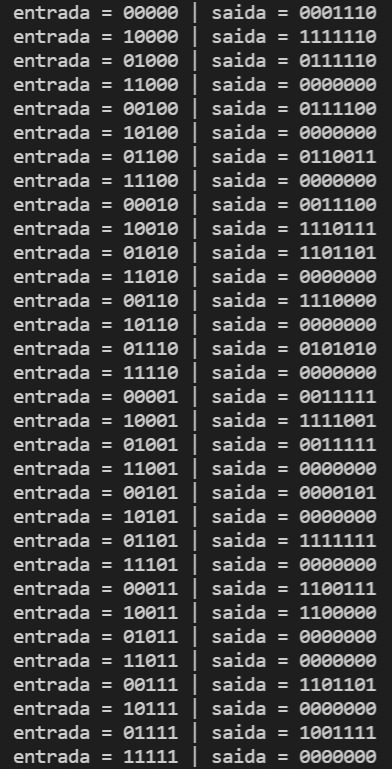 entrada = 00000 | saida = 0001110
entrada = 10000 | saida = 1111110
entrada = 01000 | saida = 0111110
entrada = 11000 | saida = 0000000
entrada = 00100 | saida = 0111100
entrada = 10100 | saida = 0000000
entrada = 01100 | saida = 0110011
entrada = 11100 | saida = 0000000
entrada = 00010 | saida = 0011100
entrada = 10010 | saida = 1110111
entrada = 01010 | saida = 1101101
entrada = 11010 | saida = 0000000
entrada = 00110 | saida = 1110000
entrada = 10110 | saida = 0000000
entrada = 01110 | saida = 0101010
entrada = 11110 | saida = 0000000
entrada = 00001 | saida = 0011111
entrada = 10001 | saida = 1111001
entrada = 01001 | saida = 0011111
entrada = 11001 | saida = 0000000
entrada = 00101 | saida = 0000101
entrada = 10101 | saida = 0000000
entrada = 01101 | saida = 1111111
entrada = 11101 | saida = 0000000
entrada = 00011 | saida = 1100111
entrada = 10011 | saida = 1100000
entrada = 01011 | saida = 0000000
entrada = 11011 | saida = 0000000
entrada = 00111 | saida = 1101101
entrada = 10111 | saida = 0000000
entrada = 01111 | saida = 1001111
entrada = 11111 | saida = 0000000